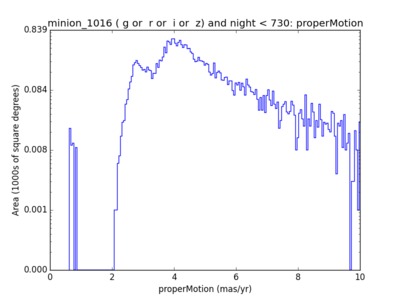 minion_1016 ( g or r or i or z) and night < 730: properMotion
0.839
0.084
0.008
0.001
0.000
Area (1000s of square degrees)
0 2 4 6 8 10
properMotion (mas/yr)